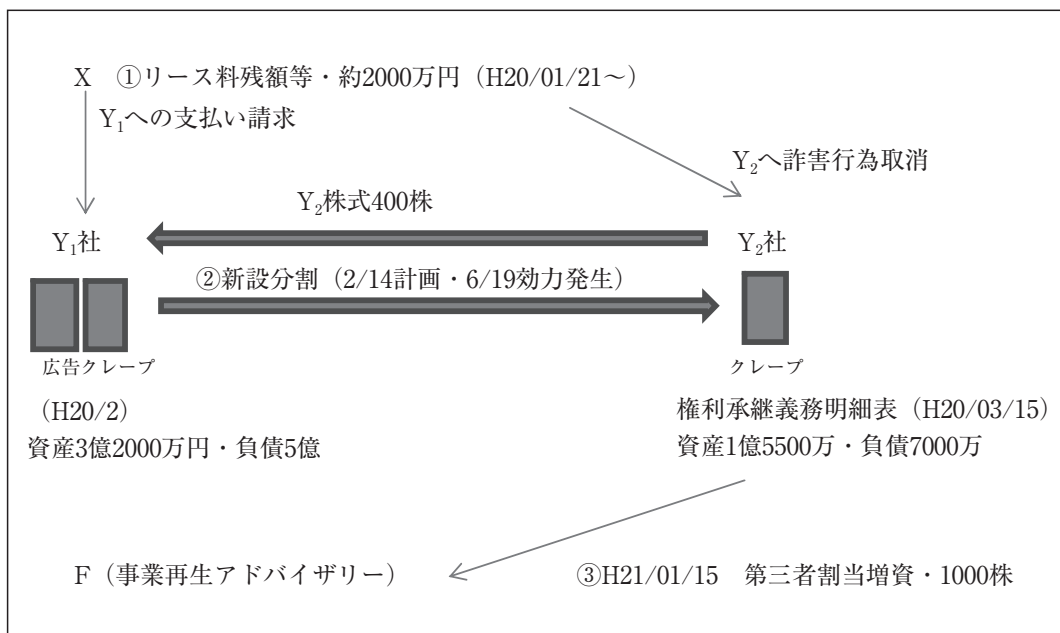 X ①リース料残額等・約2000万円（H20/01/21～）
Y₁への支払い請求
Y₂へ詐害行為取消
Y₂株式400株
Y₁社
Y₂社
②新設分割（2/14計画・6/19効力発生）
広告クレープ
クレープ
（H20/2）
権利承継義務明細表（H20/03/15）
資産3億2000万円・負債5億
資産1億5500万・負債7000万
F（事業再生アドバイザリー）
③H21/01/15 第三者割当増資・1000株